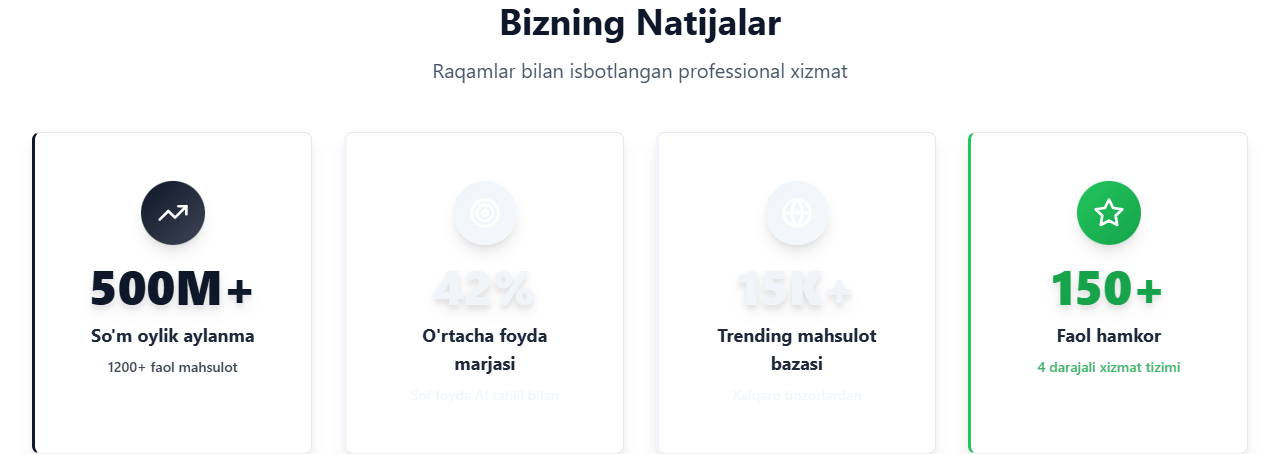 Bizning Natijalar
Raqamlar bilan isbotlangan professional xizmat
500M+
So'm oylik aylanma
1200+ faol mahsulot
42%
O'rtacha foyda
marjasi
Sof foyda AI tahlil bilan
15K+
Trending mahsulot
bazasi
Xalqaro bozorlardan
150+
Faol hamkor
4 darajali xizmat tizimi